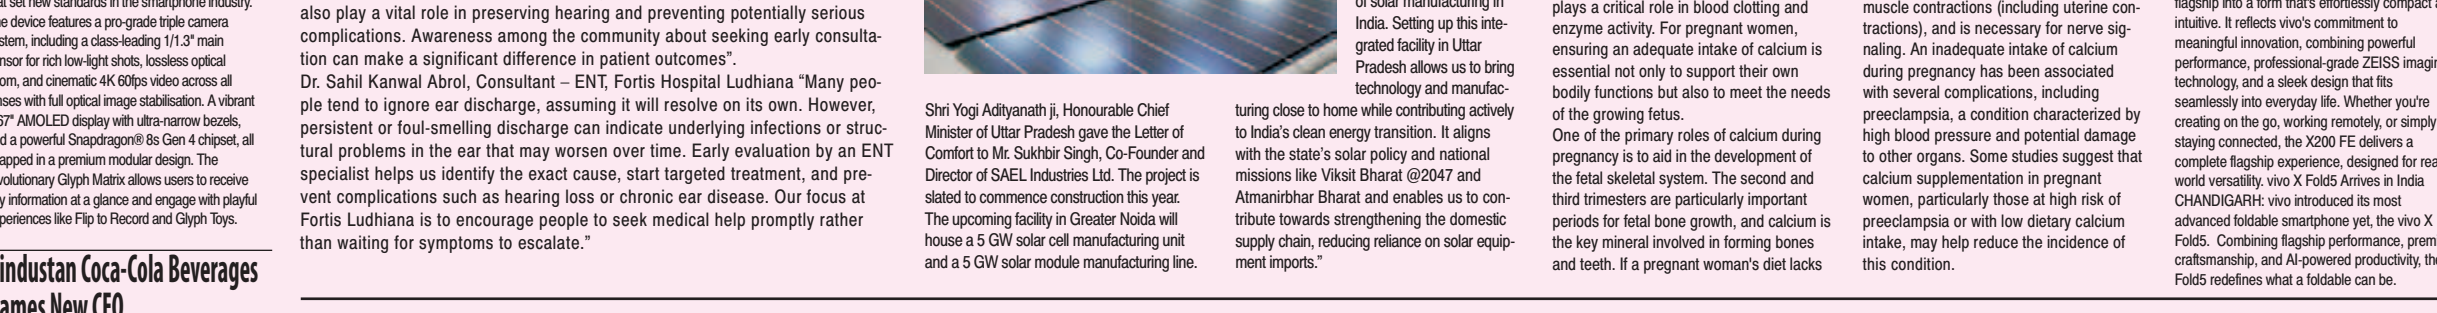 at set new standards in the smartphone industry.
ne device features a pro-grade triple camera
stem, including a class-leading 1/1.3" main
nsor for rich low-light shots, lossless optical
om, and cinematic 4K 60fps video across all
nses with full optical image stabilisation. A vibrant
67" AMOLED display with ultra-narrow bezels,
d a powerful Snapdragon® 8s Gen 4 chipset, all
apped in a premium modular design. The
volutionary Glyph Matrix allows users to receive
y information at a glance and engage with playful
periences like Flip to Record and Glyph Toys.
industan Coca-Cola Beverages
ames New CFO
also play a vital role in preserving hearing and preventing potentially serious
complications. Awareness among the community about seeking early consulta-
tion can make a significant difference in patient outcomes”.
Dr. Sahil Kanwal Abrol, Consultant – ENT, Fortis Hospital Ludhiana “Many peo-
ple tend to ignore ear discharge, assuming it will resolve on its own. However,
persistent or foul-smelling discharge can indicate underlying infections or struc-
tural problems in the ear that may worsen over time. Early evaluation by an ENT
specialist helps us identify the exact cause, start targeted treatment, and pre-
vent complications such as hearing loss or chronic ear disease. Our focus at
Fortis Ludhiana is to encourage people to seek medical help promptly rather
than waiting for symptoms to escalate.”
Shri Yogi Adityanath ji, Honourable Chief
Minister of Uttar Pradesh gave the Letter of
Comfort to Mr. Sukhbir Singh, Co-Founder and
Director of SAEL Industries Ltd. The project is
slated to commence construction this year.
The upcoming facility in Greater Noida will
house a 5 GW solar cell manufacturing unit
and a 5 GW solar module manufacturing line.
of solar manufacturing in
India. Setting up this inte-
grated facility in Uttar
Pradesh allows us to bring
technology and manufac-
turing close to home while contributing actively
to India’s clean energy transition. It aligns
with the state’s solar policy and national
missions like Viksit Bharat @2047 and
Atmanirbhar Bharat and enables us to con-
tribute towards strengthening the domestic
supply chain, reducing reliance on solar equip-
ment imports.”
plays a critical role in blood clotting and
enzyme activity. For pregnant women,
ensuring an adequate intake of calcium is
essential not only to support their own
bodily functions but also to meet the needs
of the growing fetus.
One of the primary roles of calcium during
pregnancy is to aid in the development of
the fetal skeletal system. The second and
third trimesters are particularly important
periods for fetal bone growth, and calcium is
the key mineral involved in forming bones
and teeth. If a pregnant woman's diet lacks
muscle contractions (including uterine con-
tractions), and is necessary for nerve sig-
naling. An inadequate intake of calcium
during pregnancy has been associated
with several complications, including
preeclampsia, a condition characterized by
high blood pressure and potential damage
to other organs. Some studies suggest that
calcium supplementation in pregnant
women, particularly those at high risk of
preeclampsia or with low dietary calcium
intake, may help reduce the incidence of
this condition.
flagship into a form that's effortlessly compact a
intuitive. It reflects vivo's commitment to
meaningful innovation, combining powerful
performance, professional-grade ZEISS imagin
technology, and a sleek design that fits
seamlessly into everyday life. Whether you're
creating on the go, working remotely, or simply
staying connected, the X200 FE delivers a
complete flagship experience, designed for rea
world versatility. vivo X Fold5 Arrives in India
CHANDIGARH: vivo introduced its most
advanced foldable smartphone yet, the vivo X
Fold5. Combining flagship performance, prem
craftsmanship, and AI-powered productivity, the
Fold5 redefines what a foldable can be.